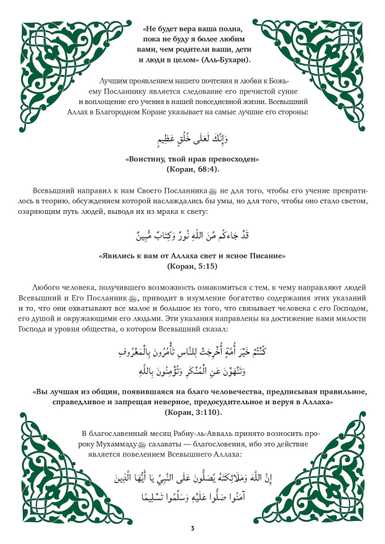 «Не будет вера ваша полна,
пока не буду я более любим
вами, чем родители ваши, дети
и люди в целом» (Аль-Бухари).
Лучшим проявлением нашего почтения и любви к Божь-
ему Посланнику является следование его пречистой сунне
и воплощение его учения в нашей повседневной жизни. Всевышний
Аллах в Благородном Коране указывает на самые лучшие его стороны:
وَإِنَّكَ لَعَلَى خُلُقٍ عَظِيمٍ
«Воистину, твой нрав превосходен»
(Коран, 68:4).
Всевышний направил к нам Своего Посланника ﷺ не для того, чтобы его учение преврати-
лось в теорию, обсуждением которой наслаждались бы умы, но для того, чтобы оно стало светом,
озаряющим путь людей, выводя их из мрака к свету:
قَدْ جَاءكُم مِّنَ اللّهِ نُورٌ وَكِتَابٌ مُّبِينٌ
«Явились к вам от Аллаха свет и ясное Писание»
(Коран, 5:15)
Любого человека, получившего возможность ознакомиться с тем, к чему направляют людей
Всевышний и Его Посланник ﷺ, приводит в изумление богатство содержания этих указаний
и то, что они охватывают все малое и большое из того, что связывает человека с его Господом,
его душой и окружающими его людьми. Эти указания направлены на достижение нами милости
Господа и уровня общества, о котором Всевышний сказал:
كُنْتُمْ خَيْرَ أُمَّةٍ أُخْرِجَتْ لِلنَّاسِ تَأْمُرُونَ بِالْمَعْرُوفِ
وَتَنْهَوْنَ عَنِ الْمُنْكَرِ وَتُؤْمِنُونَ بِاللَّهِ
«Вы лучшая из общин, появившаяся на благо человечества, предписывая правильное,
справедливое и запрещая неверное, предосудительное и веруя в Аллаха»
(Коран, 3:110).
В благословенный месяц Рабиу-ль-Авваль принято возносить про-
року Мухаммаду ﷺ салаваты — благословения, ибо это действие
является повелением Всевышнего Аллаха:
إِنَّ اللَّهَ وَمَلَائِكَتَهُ يُصَلُّونَ عَلَى النَّبِيِّ يَا أَيُّهَا الَّذِينَ
آمَنُوا صَلُّوا عَلَيْهِ وَسَلِّمُوا تَسْلِيمًا
3